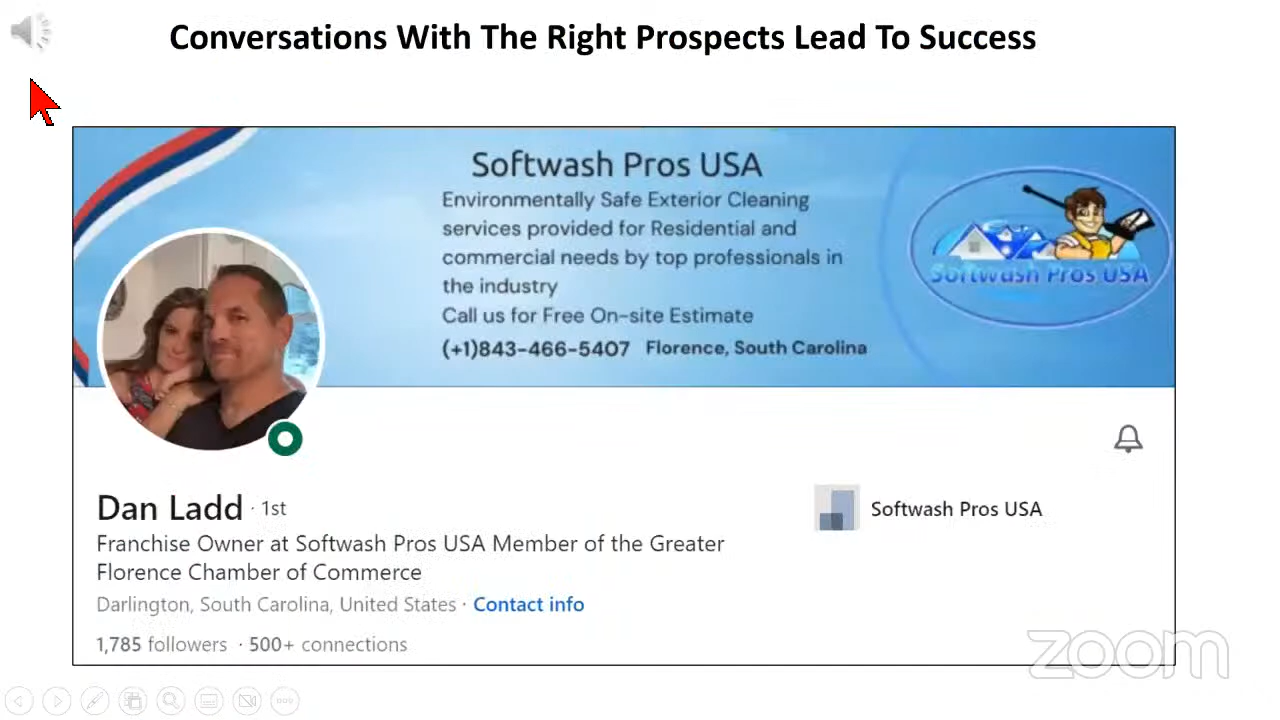 Conversations With The Right Prospects Lead To Success
Softwash Pros USA
Environmentally Safe Exterior Cleaning
services provided for Residential and
commercial needs by top professionals in
the industry
Call us for Free On-site Estimate
(+1)843-466-5407 Florence, South Carolina
Softwash Pros USA
Dan Ladd · 1st
Softwash Pros USA
Franchise Owner at Softwash Pros USA Member of the Greater
Florence Chamber of Commerce
Darlington, South Carolina, United States · Contact info
1,785 followers · 500+ connections
zoom